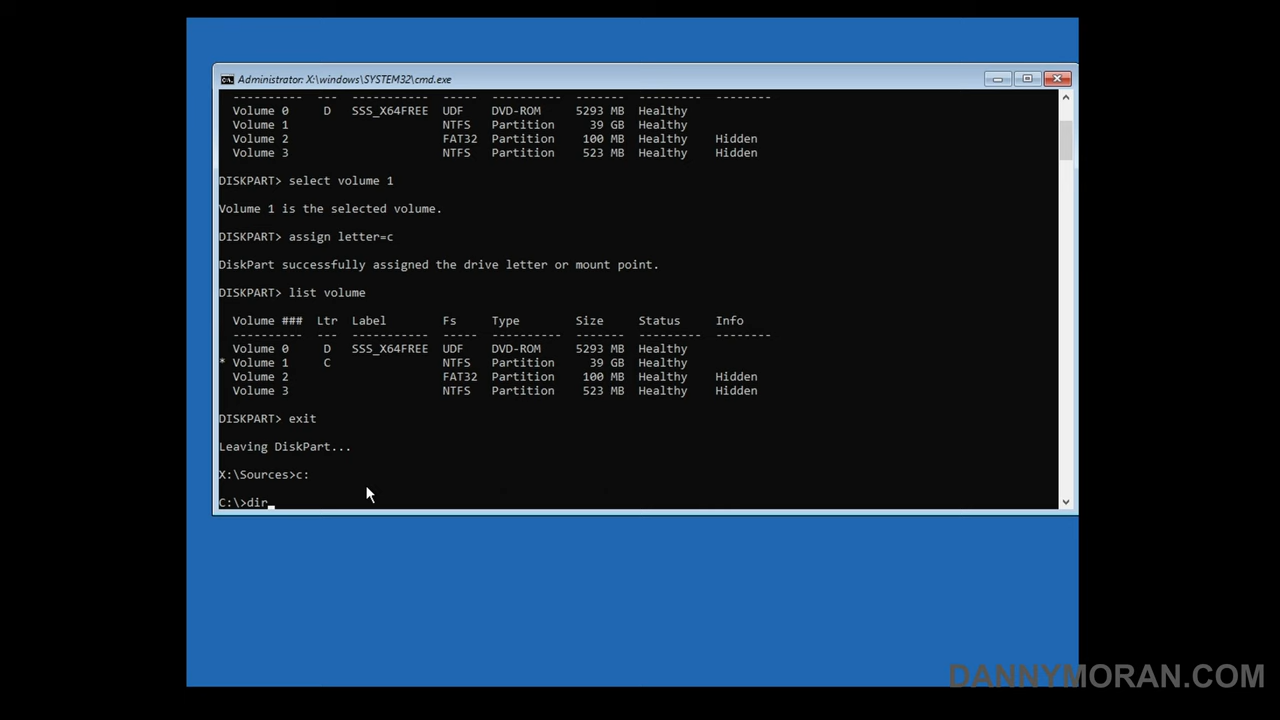 Administrator: X:\windows\SYSTEM32\cmd.exe
---------- --- ----------- ----- ---------- ------- --------- --------
Volume 0 D SSS_X64FREE UDF DVD-ROM 5293 MB Healthy
Volume 1 NTFS Partition 39 GB Healthy
Volume 2 FAT32 Partition 100 MB Healthy Hidden
Volume 3 NTFS Partition 523 MB Healthy Hidden
DISKPART> select volume 1
Volume 1 is the selected volume.
DISKPART> assign letter=c
DiskPart successfully assigned the drive letter or mount point.
DISKPART> list volume
Volume ### Ltr Label Fs Type Size Status Info
---------- --- ----------- ----- ---------- ------- --------- --------
Volume 0 D SSS_X64FREE UDF DVD-ROM 5293 MB Healthy
* Volume 1 C NTFS Partition 39 GB Healthy
Volume 2 FAT32 Partition 100 MB Healthy Hidden
Volume 3 NTFS Partition 523 MB Healthy Hidden
DISKPART> exit
Leaving DiskPart...
X:\Sources>c:
C:\>dir_
DANNYMORAN.COM